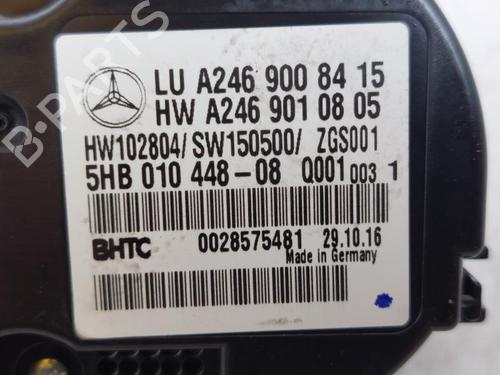 LU A246 900 84 15
HW A246 901 08 05
HW102804/ SW150500/ ZGS001
5HB 010 448-08 Q001 003 1
BHTC 0028575481 29.10.16
Made in Germany
B-PARTS